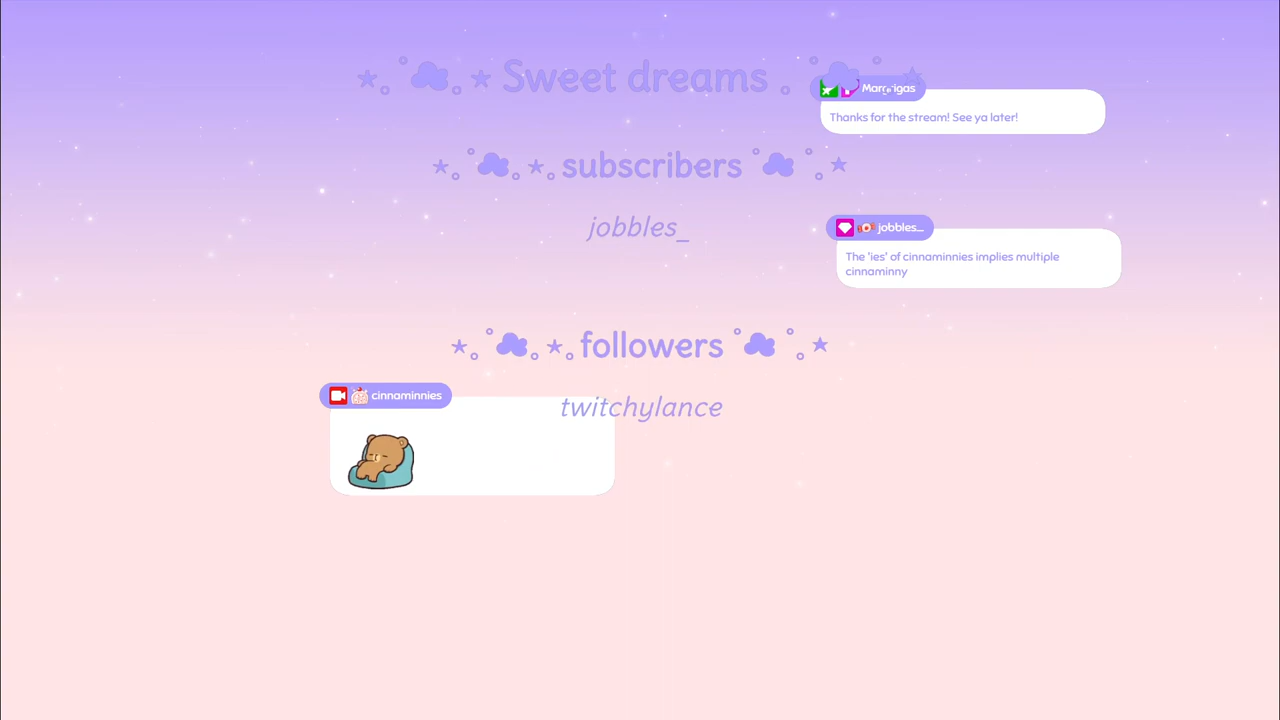 Sweet dreams
Thanks for the stream! See ya later!
subscribers
jobbles_
jobbles_
The 'ies' of cinnaminnies implies multiple
cinnaminny
followers
cinnaminnies
twitchylance